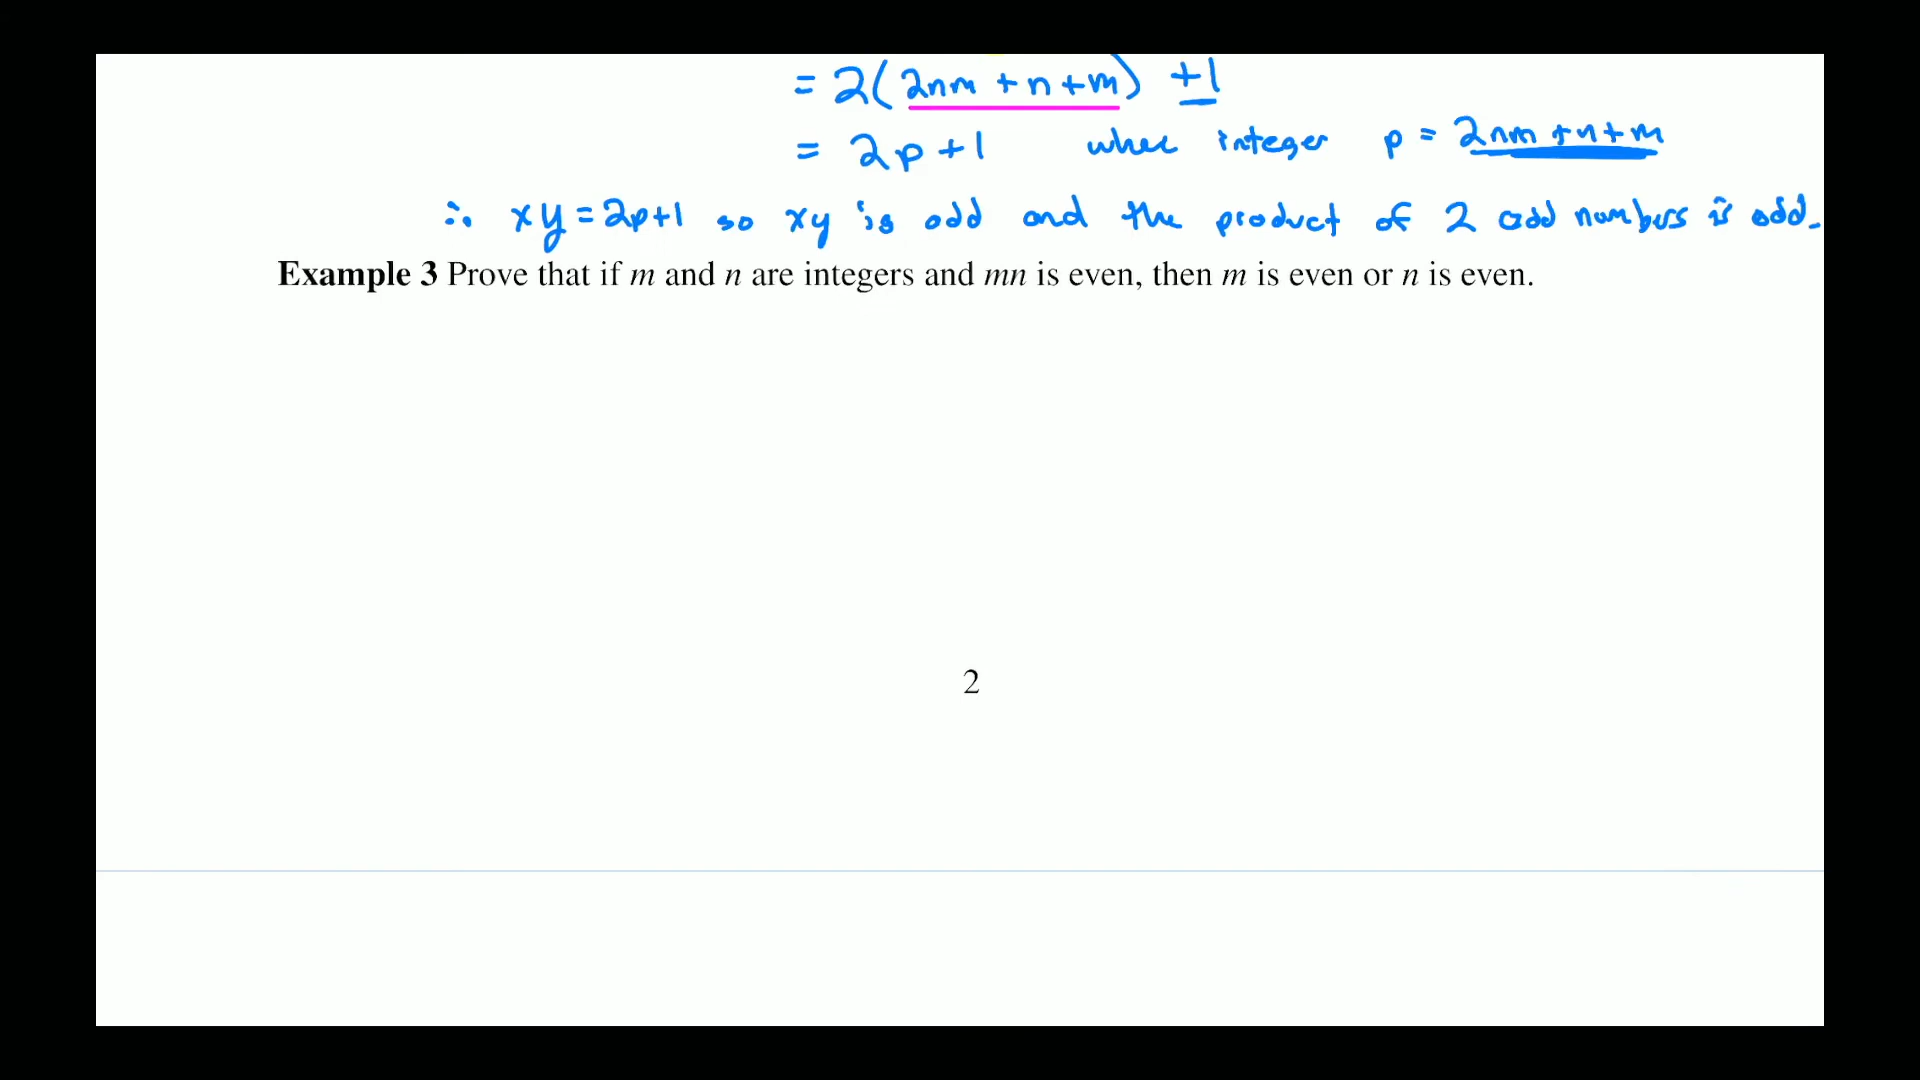 = 2(2nm + n + m) + 1
= 2p + 1 where integer p = 2nm + n + m
∴ xy = 2p+1 so xy is odd and the product of 2 odd numbers is odd.
Example 3 Prove that if m and n are integers and mn is even, then m is even or n is even.
2